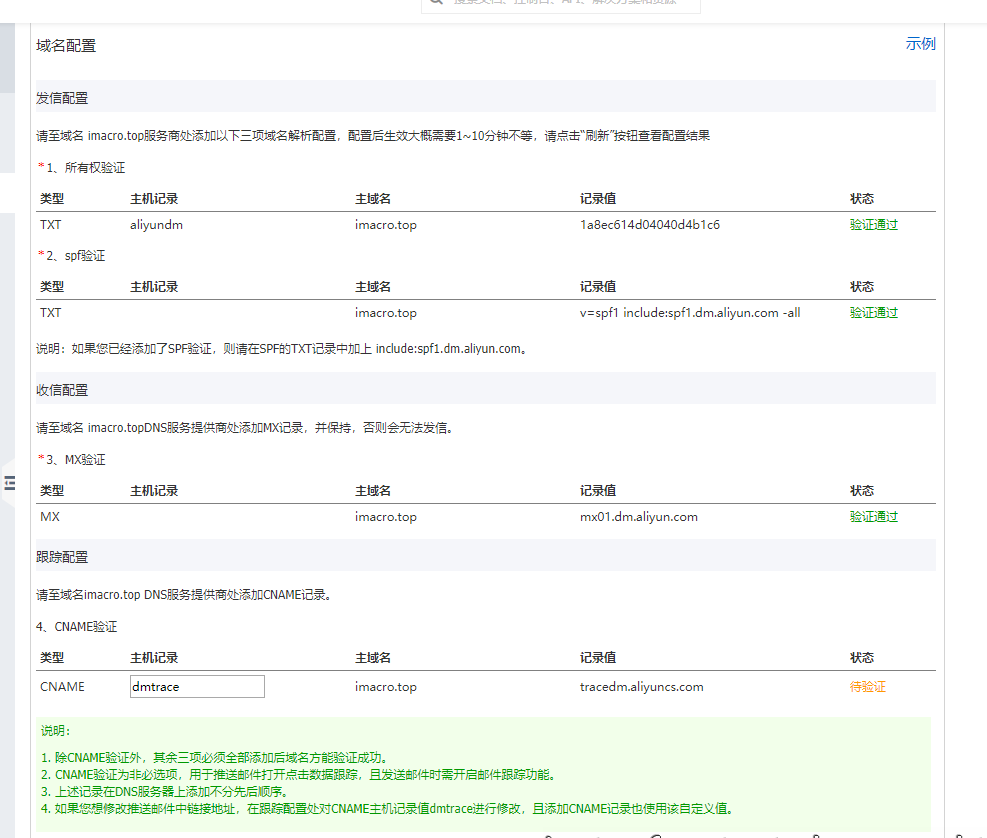 搜索文档、控制台、API、解决方案和资源
域名配置 示例
发信配置
请至域名 imacro.top服务商处添加以下三项域名解析配置，配置后生效大概需要1~10分钟不等，请点击“刷新”按钮查看配置结果
*1、所有权验证
类型 主机记录 主域名 记录值 状态
TXT aliyundm imacro.top 1a8ec614d04040d4b1c6 验证通过
*2、spf验证
类型 主机记录 主域名 记录值 状态
TXT imacro.top v=spf1 include:spf1.dm.aliyun.com -all 验证通过
说明：如果您已经添加了SPF验证，则请在SPF的TXT记录中加上 include:spf1.dm.aliyun.com。
收信配置
请至域名 imacro.topDNS服务提供商处添加MX记录，并保持，否则会无法发信。
*3、MX验证
类型 主机记录 主域名 记录值 状态
MX imacro.top mx01.dm.aliyun.com 验证通过
跟踪配置
请至域名imacro.top DNS服务提供商处添加CNAME记录。
4、CNAME验证
类型 主机记录 主域名 记录值 状态
CNAME dmtrace imacro.top tracedm.aliyuncs.com 待验证
说明：
1. 除CNAME验证外，其余三项必须全部添加后域名方能验证成功。
2. CNAME验证为非必选项，用于推送邮件打开点击数据跟踪，且发送邮件时需开启邮件跟踪功能。
3. 上述记录在DNS服务器上添加不分先后顺序。
4. 如果您想修改推送邮件中链接地址，在跟踪配置处对CNAME主机记录值dmtrace进行修改，且添加CNAME记录也使用该自定义值。